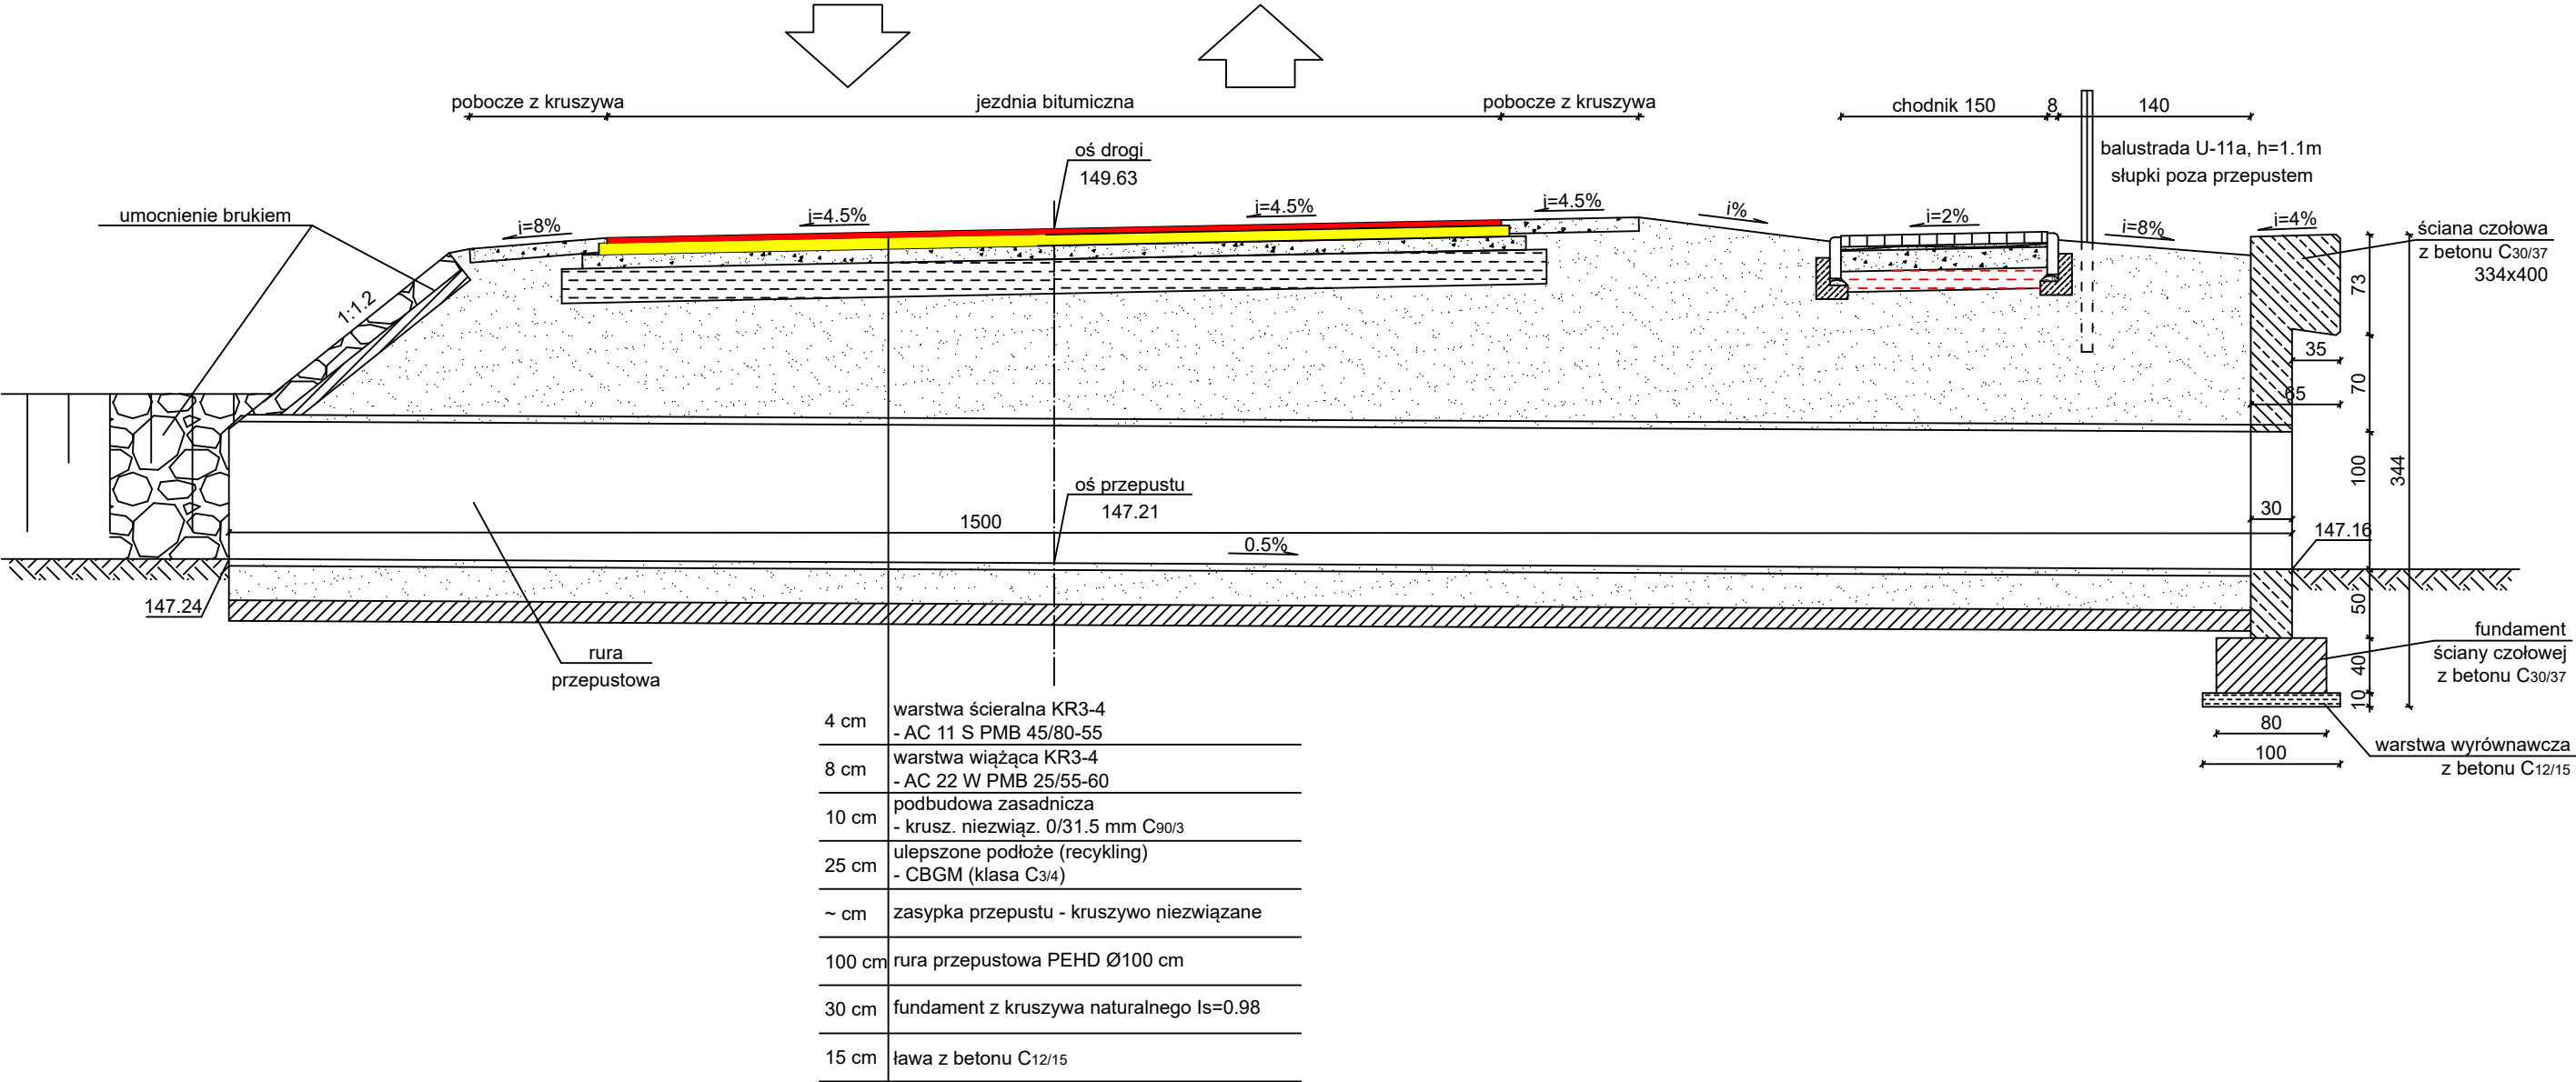 pobocze z kruszywa
jezdnia bitumiczna
pobocze z kruszywa
chodnik 150
8
140
oś drogi
149.63
balustrada U-11a, h=1.1m
słupki poza przepustem
umocnienie brukiem
i=8%
i=4.5%
i=4.5%
i=4.5%
i%
i=2%
i=8%
i=4%
ściana czołowa
z betonu C30/37
334x400
1:1.2
73
35
70
65
oś przepustu
147.21
100
344
1500
30
147.16
0.5%
147.24
50
rura
przepustowa
fundament
ściany czołowej
z betonu C30/37
40
10
80
100
warstwa wyrównawcza
z betonu C12/15
4 cm
warstwa ścieralna KR3-4
- AC 11 S PMB 45/80-55
8 cm
warstwa wiążąca KR3-4
- AC 22 W PMB 25/55-60
10 cm
podbudowa zasadnicza
- krusz. niezwiąz. 0/31.5 mm C90/3
25 cm
ulepszone podłoże (recykling)
- CBGM (klasa C3/4)
~ cm
zasypka przepustu - kruszywo niezwiązane
100 cm
rura przepustowa PEHD Ø100 cm
30 cm
fundament z kruszywa naturalnego Is=0.98
15 cm
ława z betonu C12/15